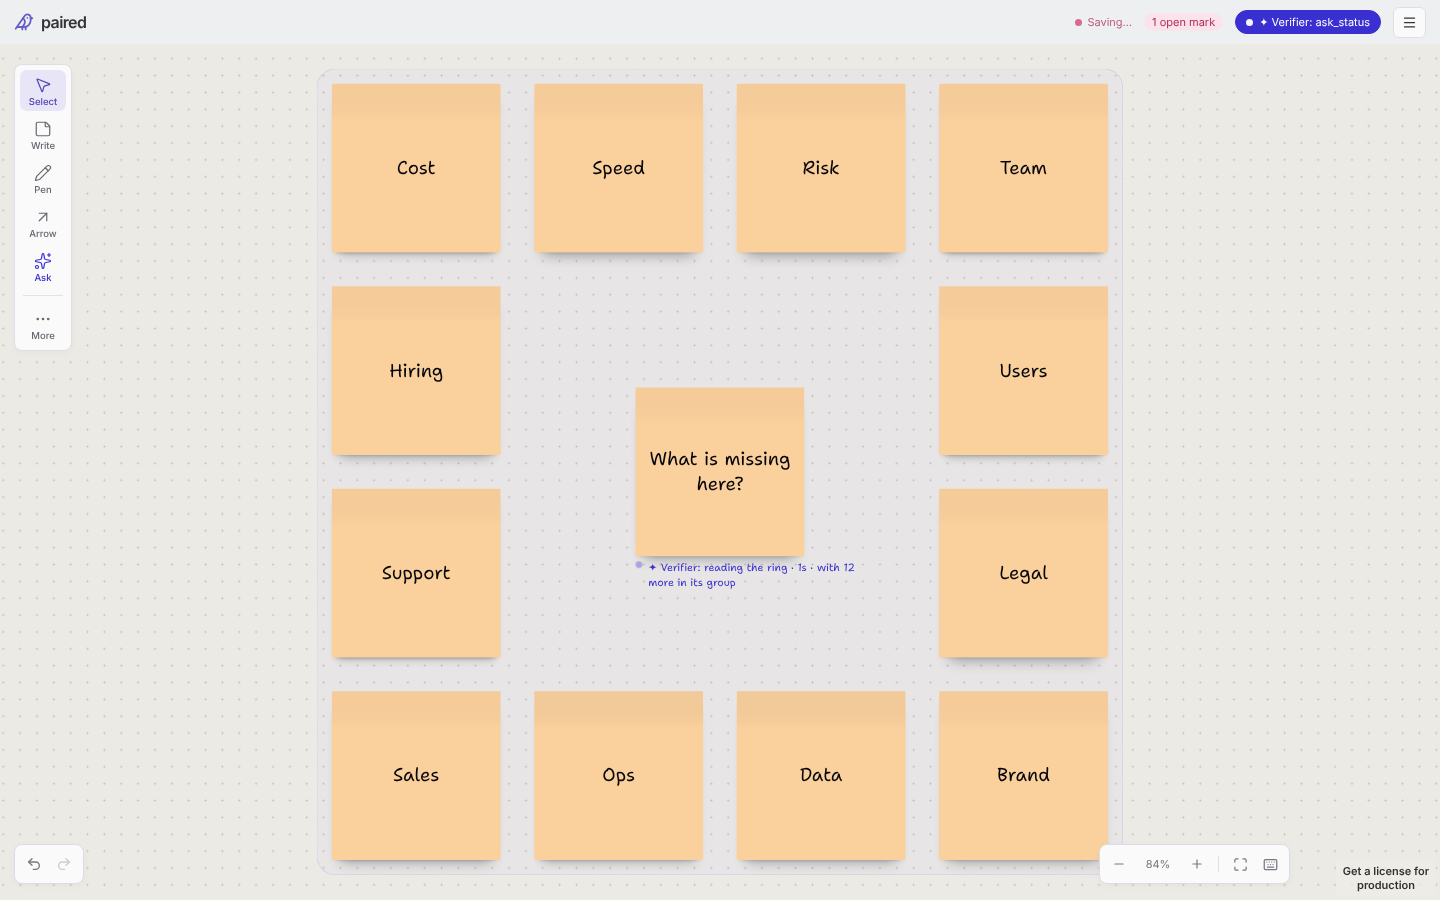 paired
Saving...
1 open mark
✦ Verifier: ask_status
Select
Write
Pen
Arrow
Ask
More
Cost
Speed
Risk
Team
Hiring
Users
What is missing
here?
✦ Verifier: reading the ring · 1s · with 12
more in its group
Support
Legal
Sales
Ops
Data
Brand
84%
Get a license for
production